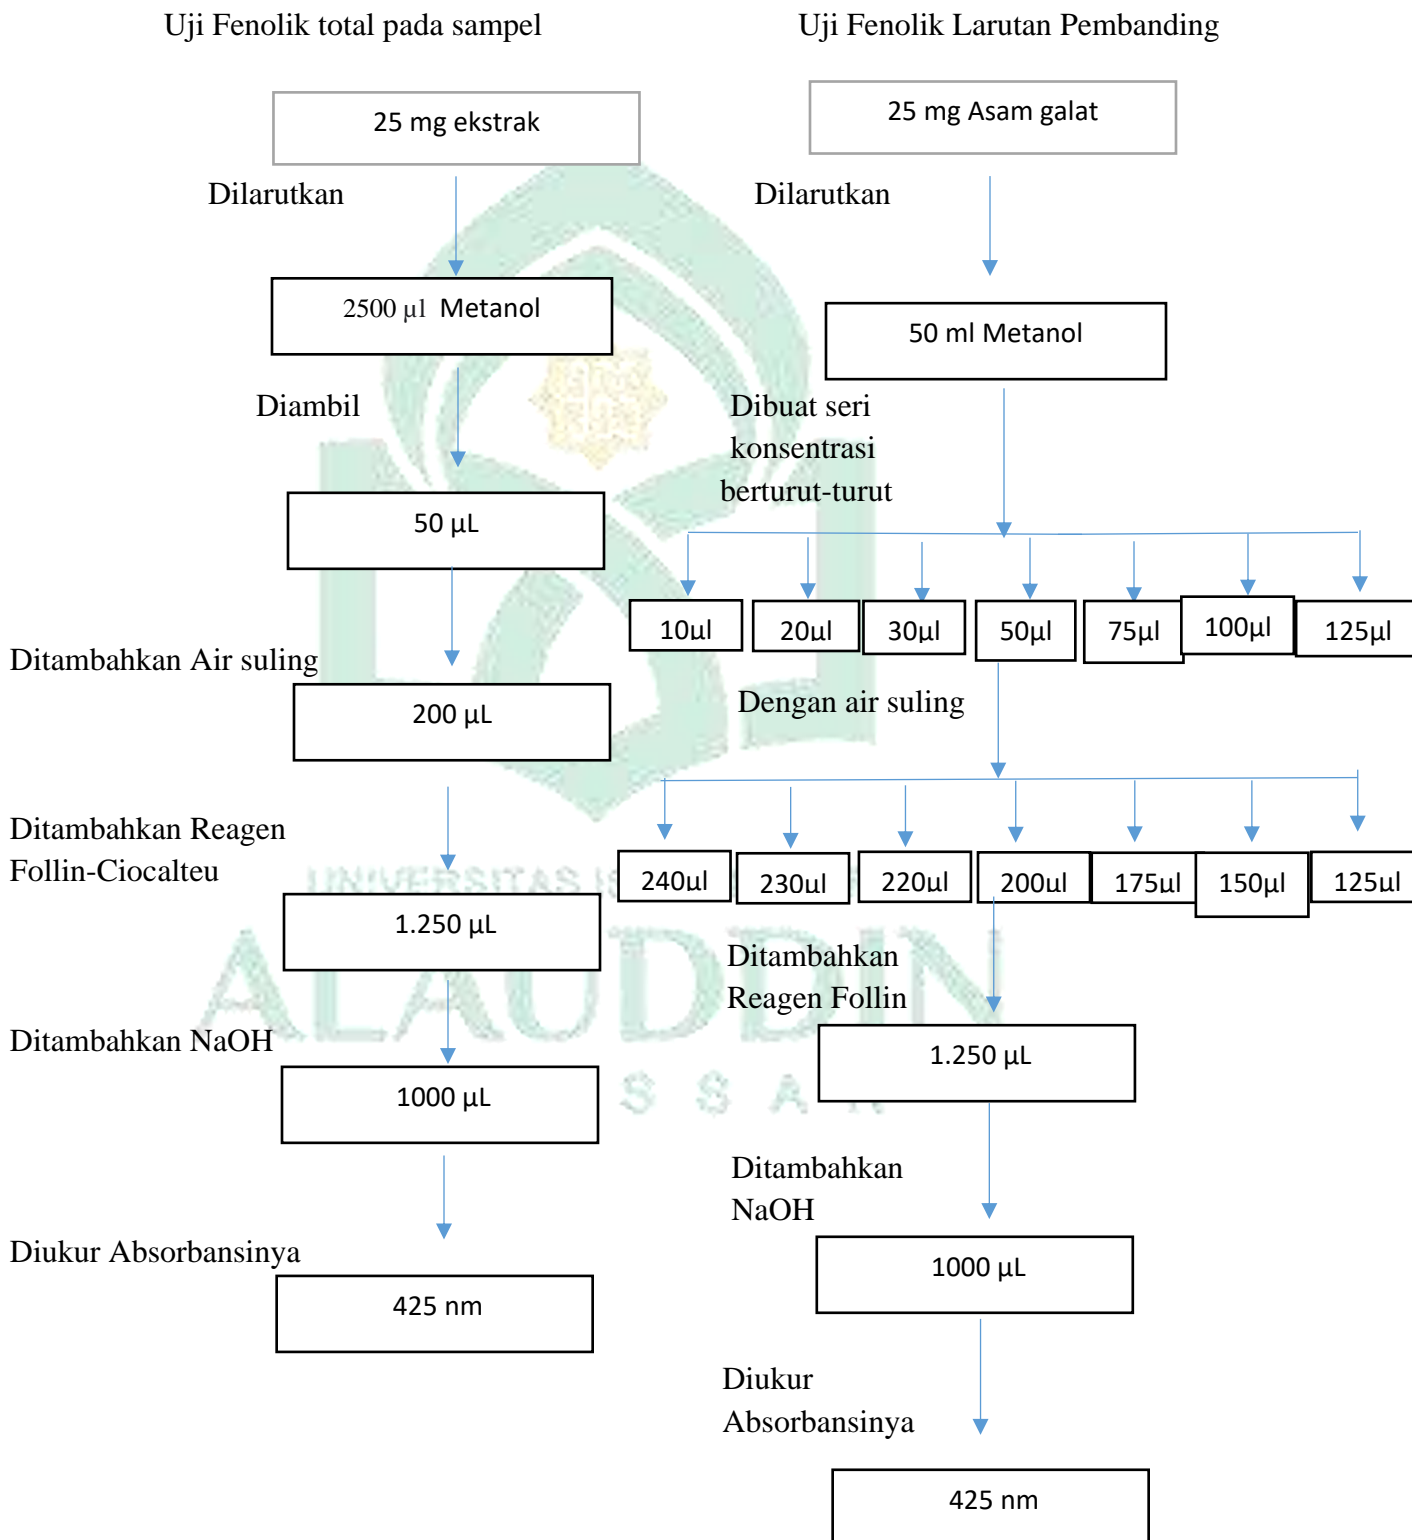 Uji Fenolik total pada sampel
25 mg ekstrak
Dilarutkan
2500 µl Metanol
Diambil
50 µL
Ditambahkan Air suling
200 µL
Ditambahkan Reagen
Follin-Ciocalteu
1.250 µL
Ditambahkan NaOH
1000 µL
Diukur Absorbansinya
425 nm
Uji Fenolik Larutan Pembanding
25 mg Asam galat
Dilarutkan
50 ml Metanol
Dibuat seri
konsentrasi
berturut-turut
10µl 20µl 30µl 50µl 75µl 100µl 125µl
Dengan air suling
240µl 230µl 220µl 200µl 175µl 150µl 125µl
Ditambahkan
Reagen Follin
1.250 µL
Ditambahkan
NaOH
1000 µL
Diukur
Absorbansinya
425 nm
UNIVERSITAS
ALAUDDIN